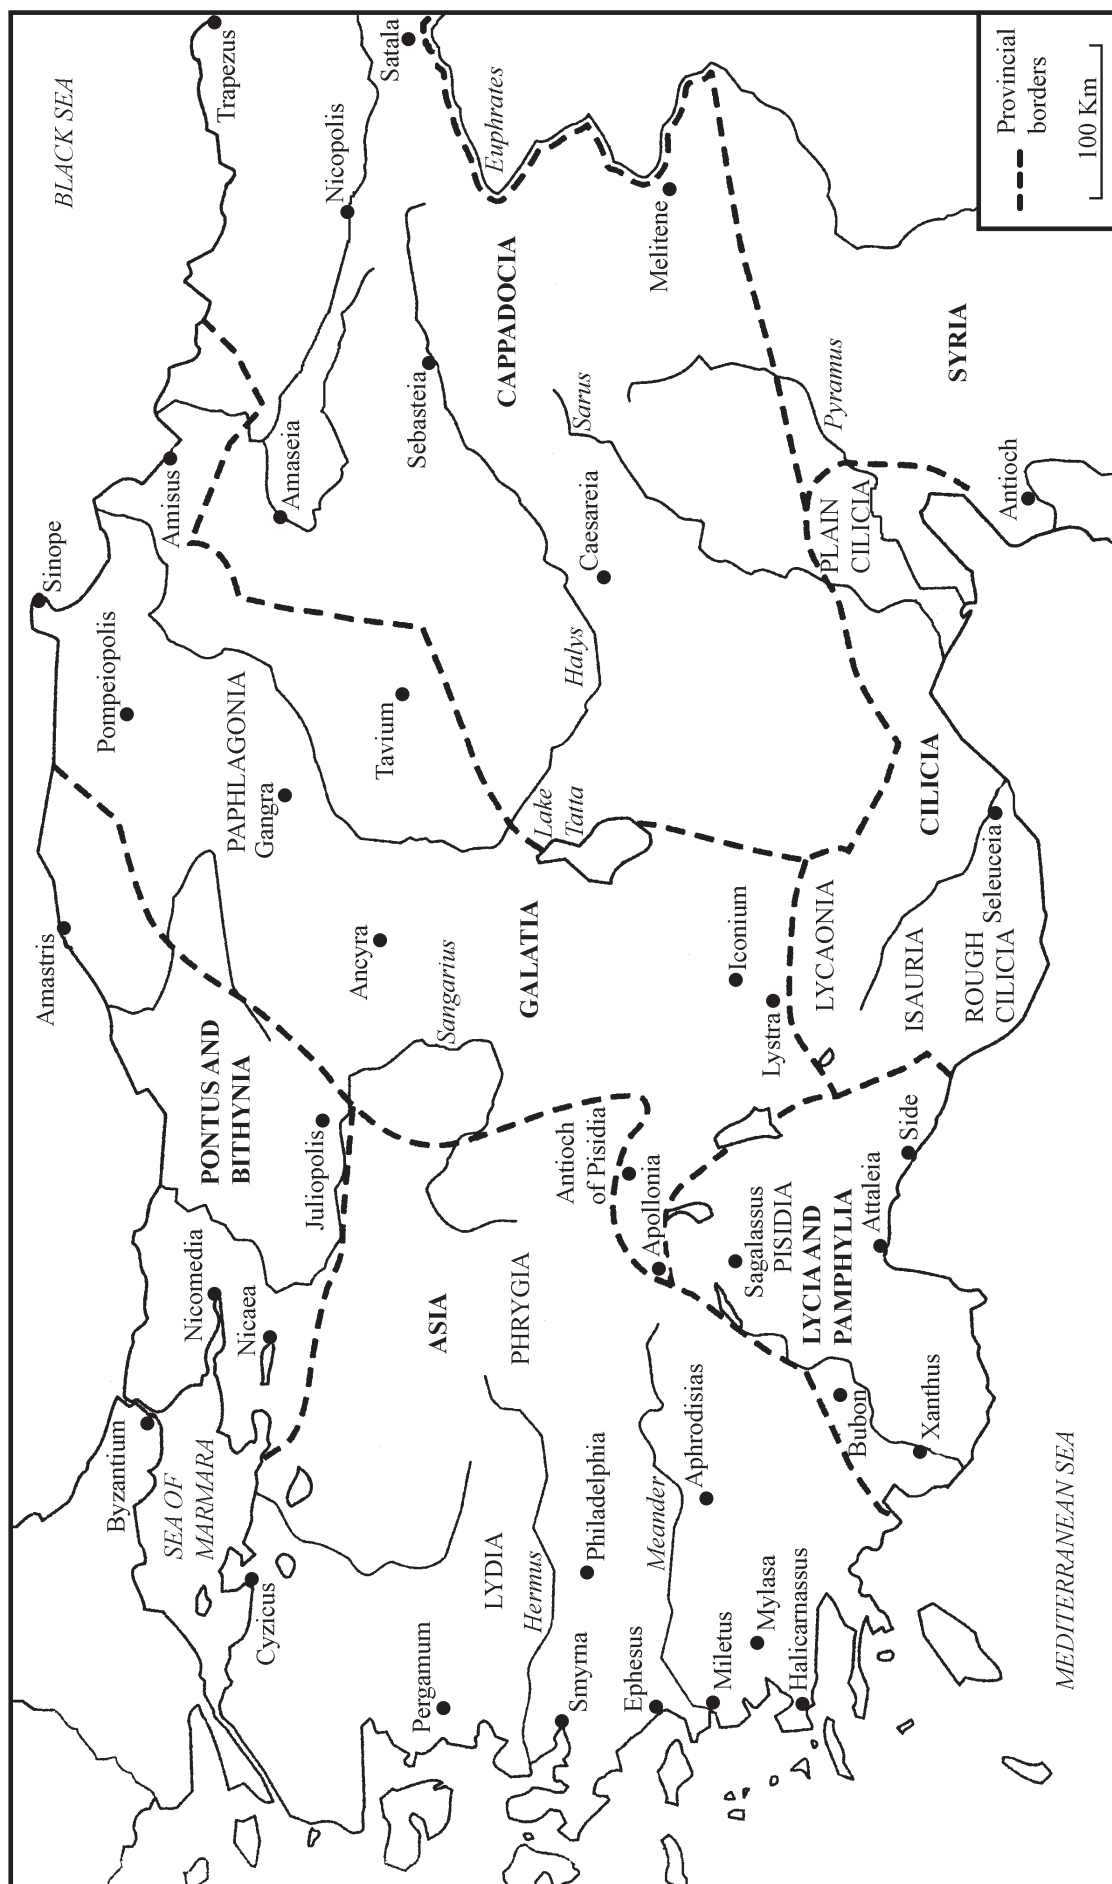 BLACK SEA
Trapezus
Satala
Nicopolis
Euphrates
Melitene
Provincial
borders
100 Km
Sinope
Amisus
Amaseia
Sebasteia
CAPPADOCIA
Sarus
Pyramus
SYRIA
Antioch
Pompeiopolis
PAPHLAGONIA
Gangra
Tavium
Halys
Caesareia
PLAIN
CILICIA
Lake
Tatta
CILICIA
Seleuceia
Amastris
Ancyra
Sangarius
GALATIA
Iconium
Lystra
LYCAONIA
ISAURIA
ROUGH
CILICIA
PONTUS AND
BITHYNIA
Juliopolis
Antioch
of Pisidia
Apollonia
Sagalassus
PISIDIA
LYCIA AND
PAMPHYLIA
Attaleia
Side
Nicomedia
Nicaea
ASIA
PHRYGIA
Byzantium
SEA OF
MARMARA
Cyzicus
LYDIA
Hermus
Philadelphia
Meander
Aphrodisias
Bubon
Xanthus
Pergamum
Smyrna
Ephesus
Miletus
Mylasa
Halicarnassus
MEDITERRANEAN SEA